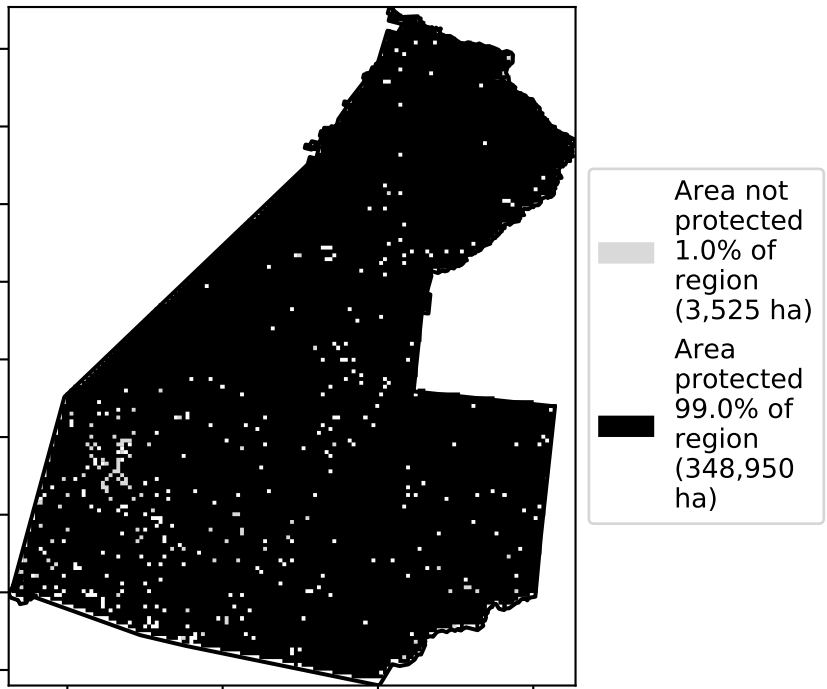 Area not
protected
1.0% of
region
(3,525 ha)
Area
protected
99.0% of
region
(348,950
ha)